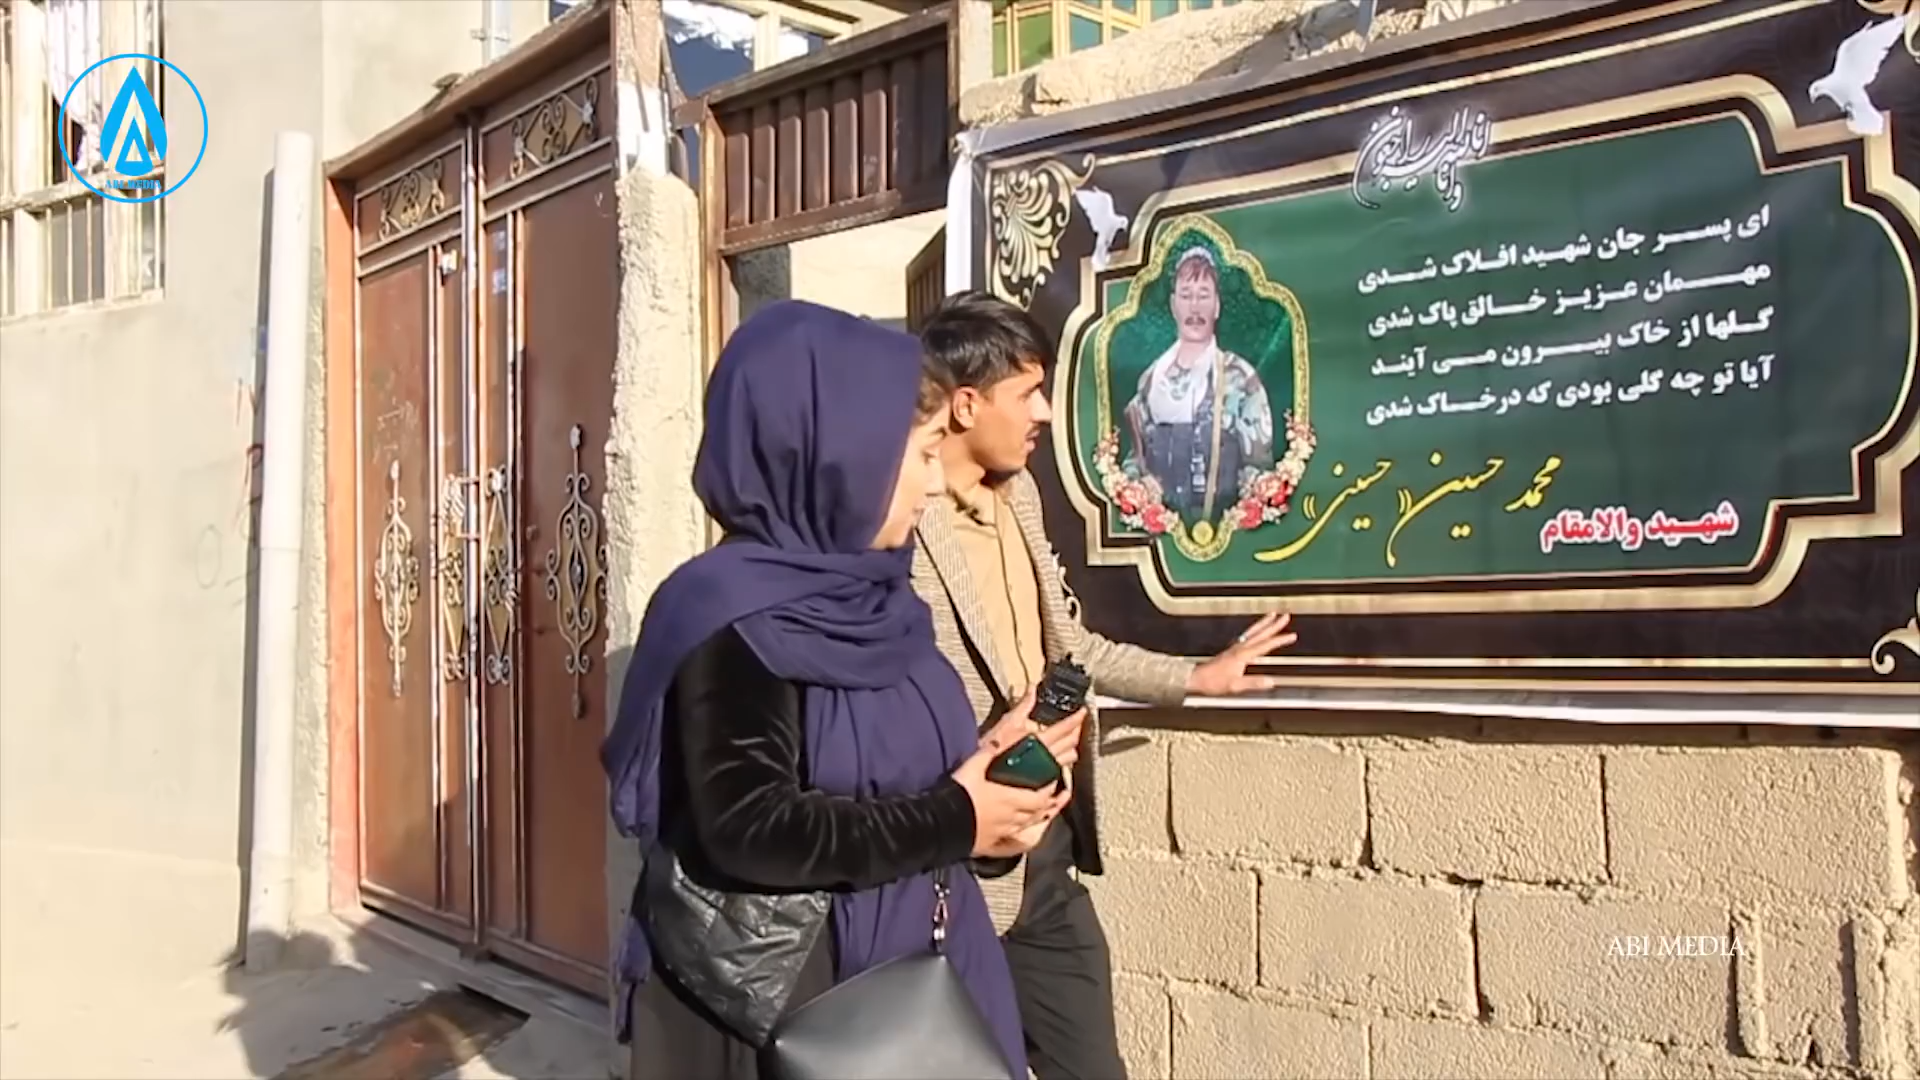 ABI MEDIA
انا لله و انا الیه راجعون
ای پسر جان شهید افلاک شدی
مهمان عزیز خالق پاک شدی
گلها از خاک بیرون می آیند
آیا تو چه گلی بودی که درخاک شدی
محمد حسین «حسینی»
شهید والامقام
ABI MEDIA